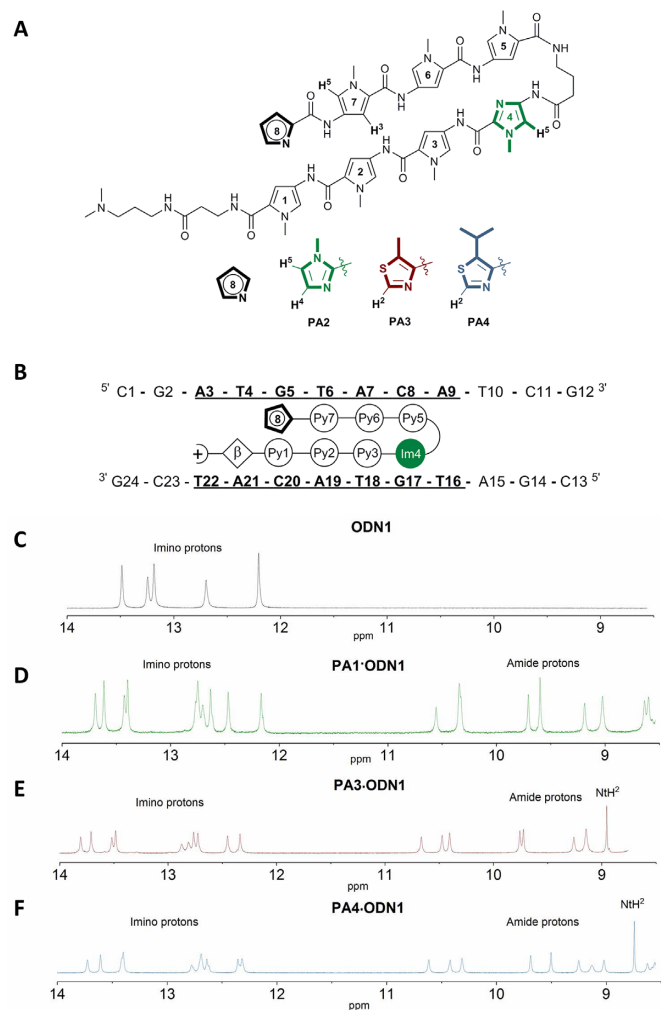 A
N
O
N
O
N
O
5
NH
H⁵
6
N
H
O
7
N
H
N
H
O
N
4
NH
O
8
N
N
H
H³
O
N
H
N
H⁵
3
O
N
H
N
2
O
N
H
N
1
O
N
H
O
N
H
N
H
N
O
N
8
N
H⁵
N
N
H⁴
S
N
H²
S
N
H²
PA2
PA3
PA4
B
5' C1 - G2 - A3 - T4 - G5 - T6 - A7 - C8 - A9 - T10 - C11 - G12 3'
8 Py7 Py6 Py5
+ β Py1 Py2 Py3 Im4
3' G24 - C23 - T22 - A21 - C20 - A19 - T18 - G17 - T16 - A15 - G14 - C13 5'
C
ODN1
Imino protons
14 13 12 11 10 9
ppm
D
PA1·ODN1
Imino protons
Amide protons
14 13 12 11 10 9
ppm
E
PA3·ODN1
Imino protons
Amide protons
NtH²
14 13 12 11 10 9
ppm
F
PA4·ODN1
Imino protons
Amide protons
NtH²
14 13 12 11 10 9
ppm